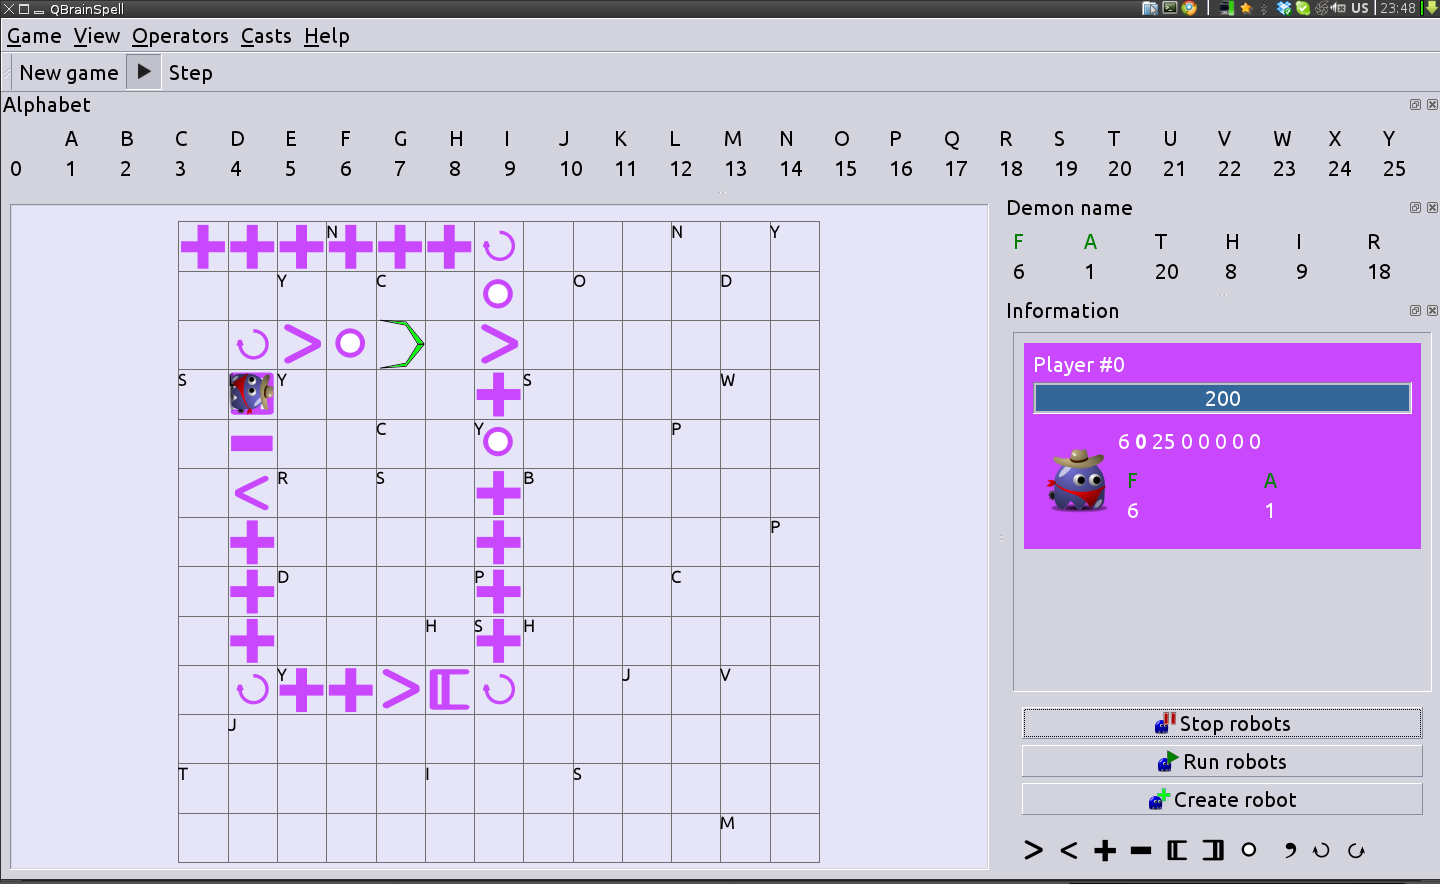 QBrainSpell US 23:48
Game View Operators Casts Help
New game Step
Alphabet
A B C D E F G H I J K L M N O P Q R S T U V W X Y
0 1 2 3 4 5 6 7 8 9 10 11 12 13 14 15 16 17 18 19 20 21 22 23 24 25
Demon name
F A T H I R
6 1 20 8 9 18
Information
Player #0
200
6 0 25 0 0 0 0 0
F A
6 1
N N Y
Y C O D
S L Y S W
C Y P
R S B
P
D P C
H S H
Y J V
J
T I S
M
Stop robots
Run robots
Create robot
> < + - [ ] o ,